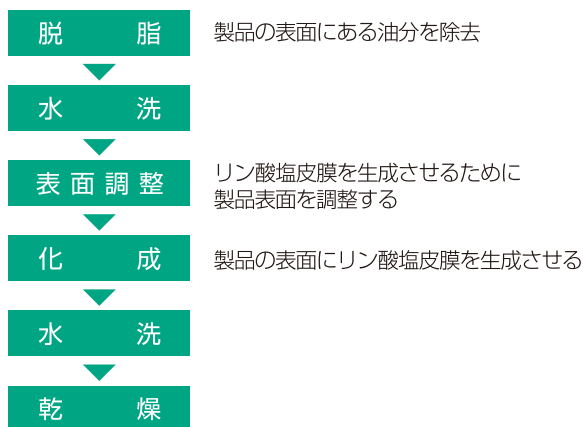 脱脂
製品の表面にある油分を除去
水洗
表面調整
リン酸塩皮膜を生成させるために
製品表面を調整する
化成
製品の表面にリン酸塩皮膜を生成させる
水洗
乾燥